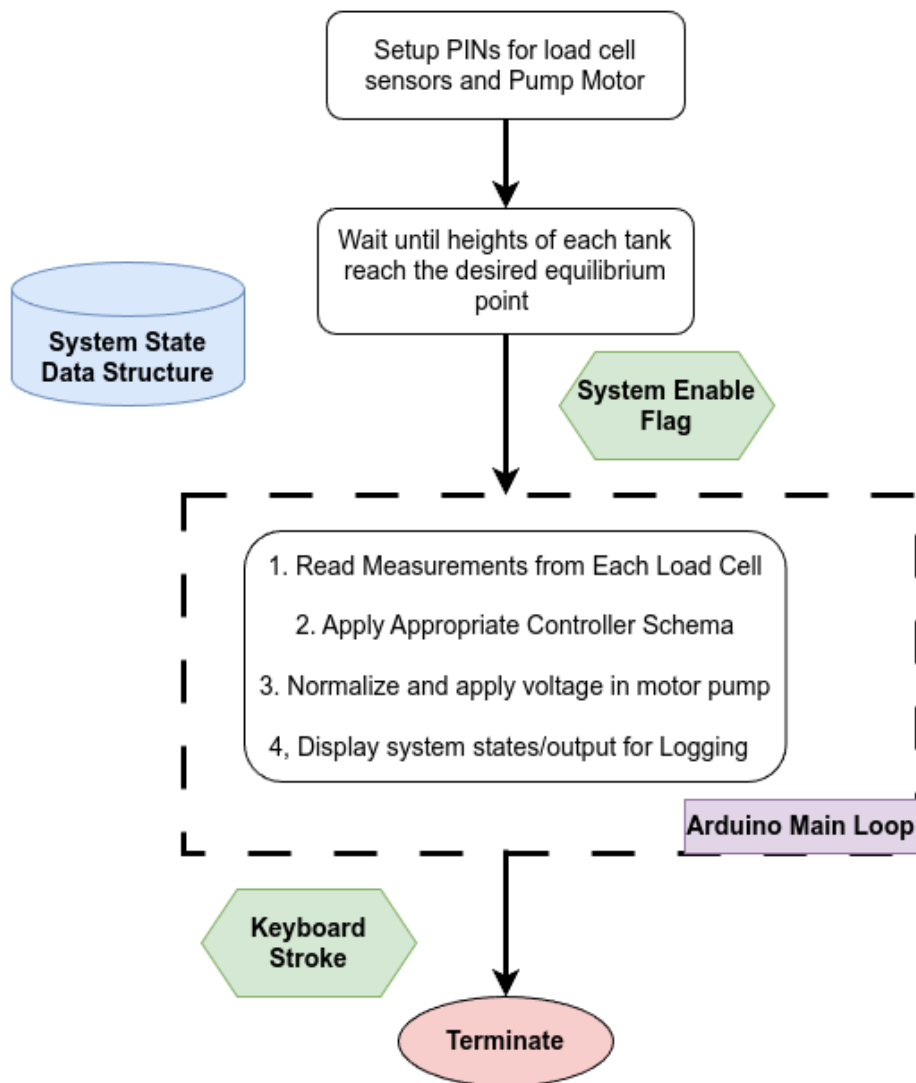 Setup PINs for load cell
sensors and Pump Motor
Wait until heights of each tank
reach the desired equilibrium
point
System State
Data Structure
System Enable
Flag
1. Read Measurements from Each Load Cell
2. Apply Appropriate Controller Schema
3. Normalize and apply voltage in motor pump
4, Display system states/output for Logging
Arduino Main Loop
Keyboard
Stroke
Terminate